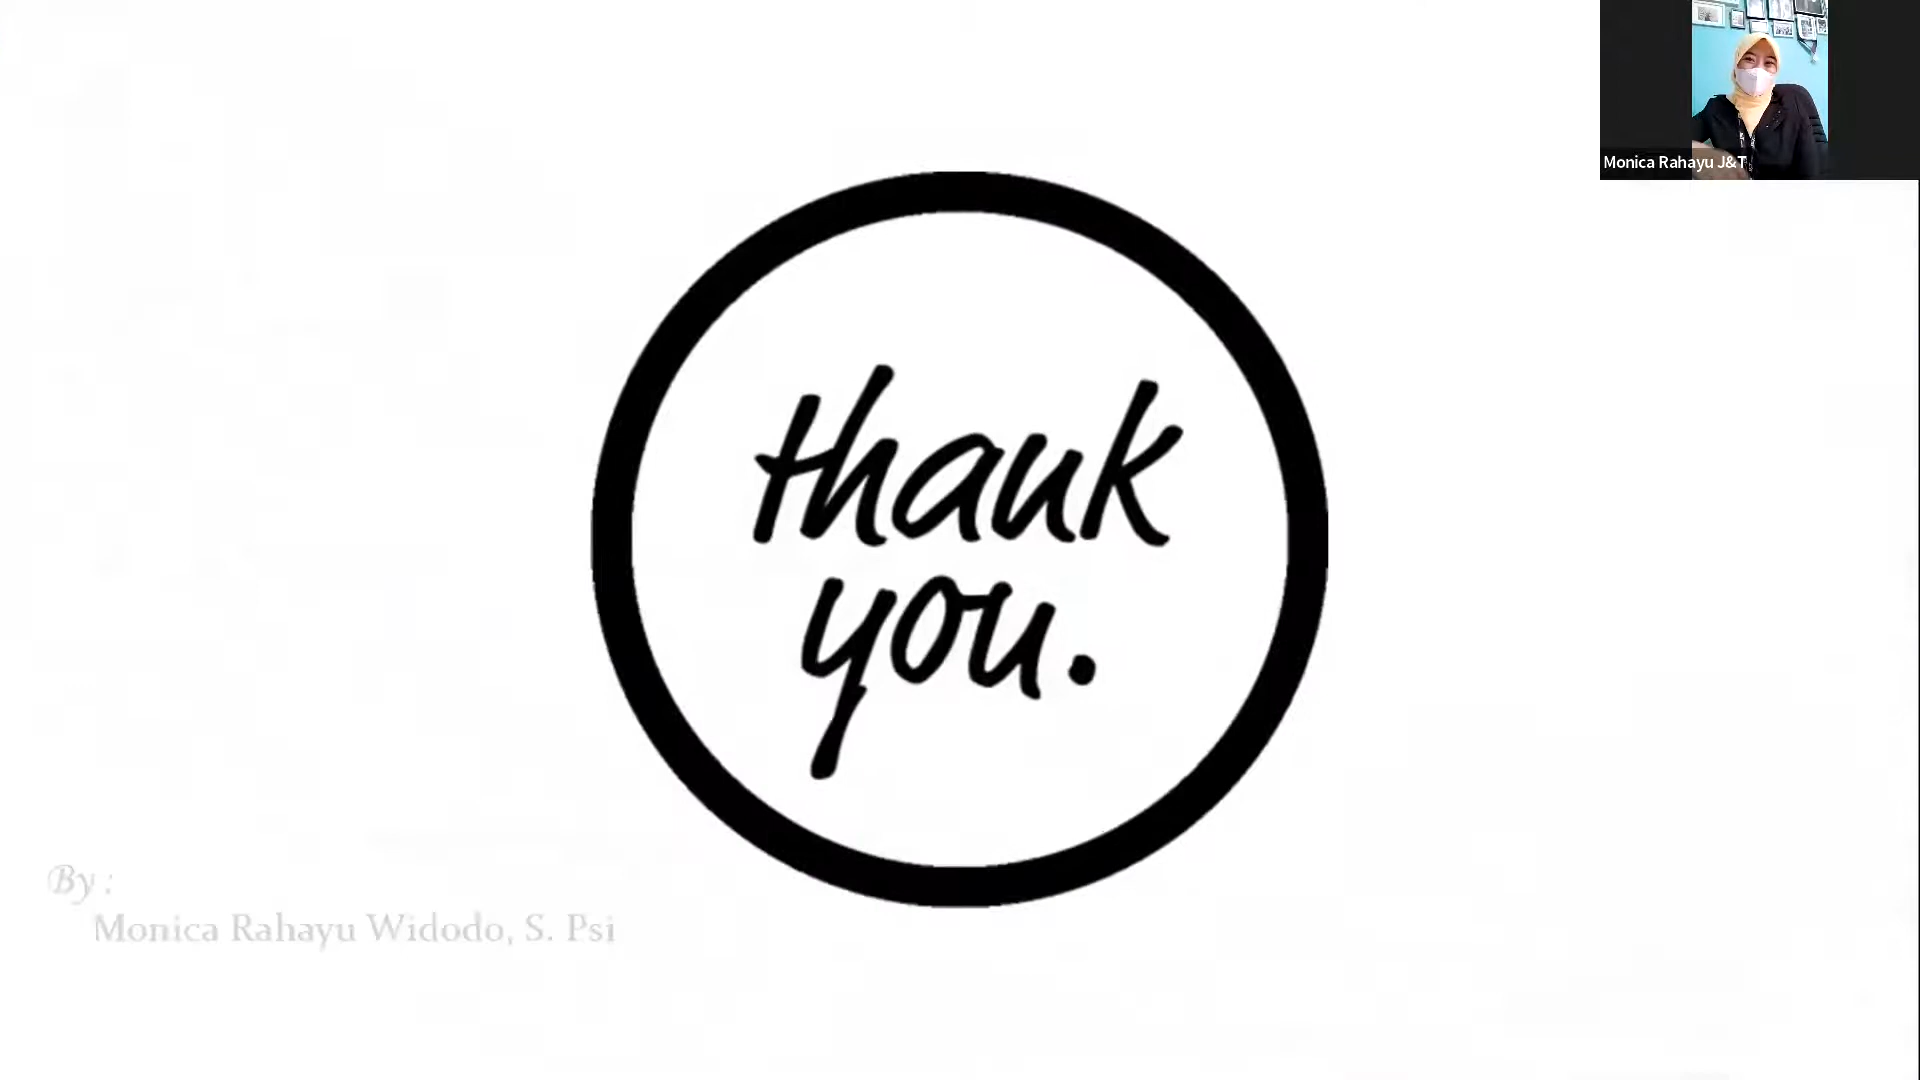 Monica Rahayu J&T
thank
you.
By :
Monica Rahayu Widodo, S. Psi